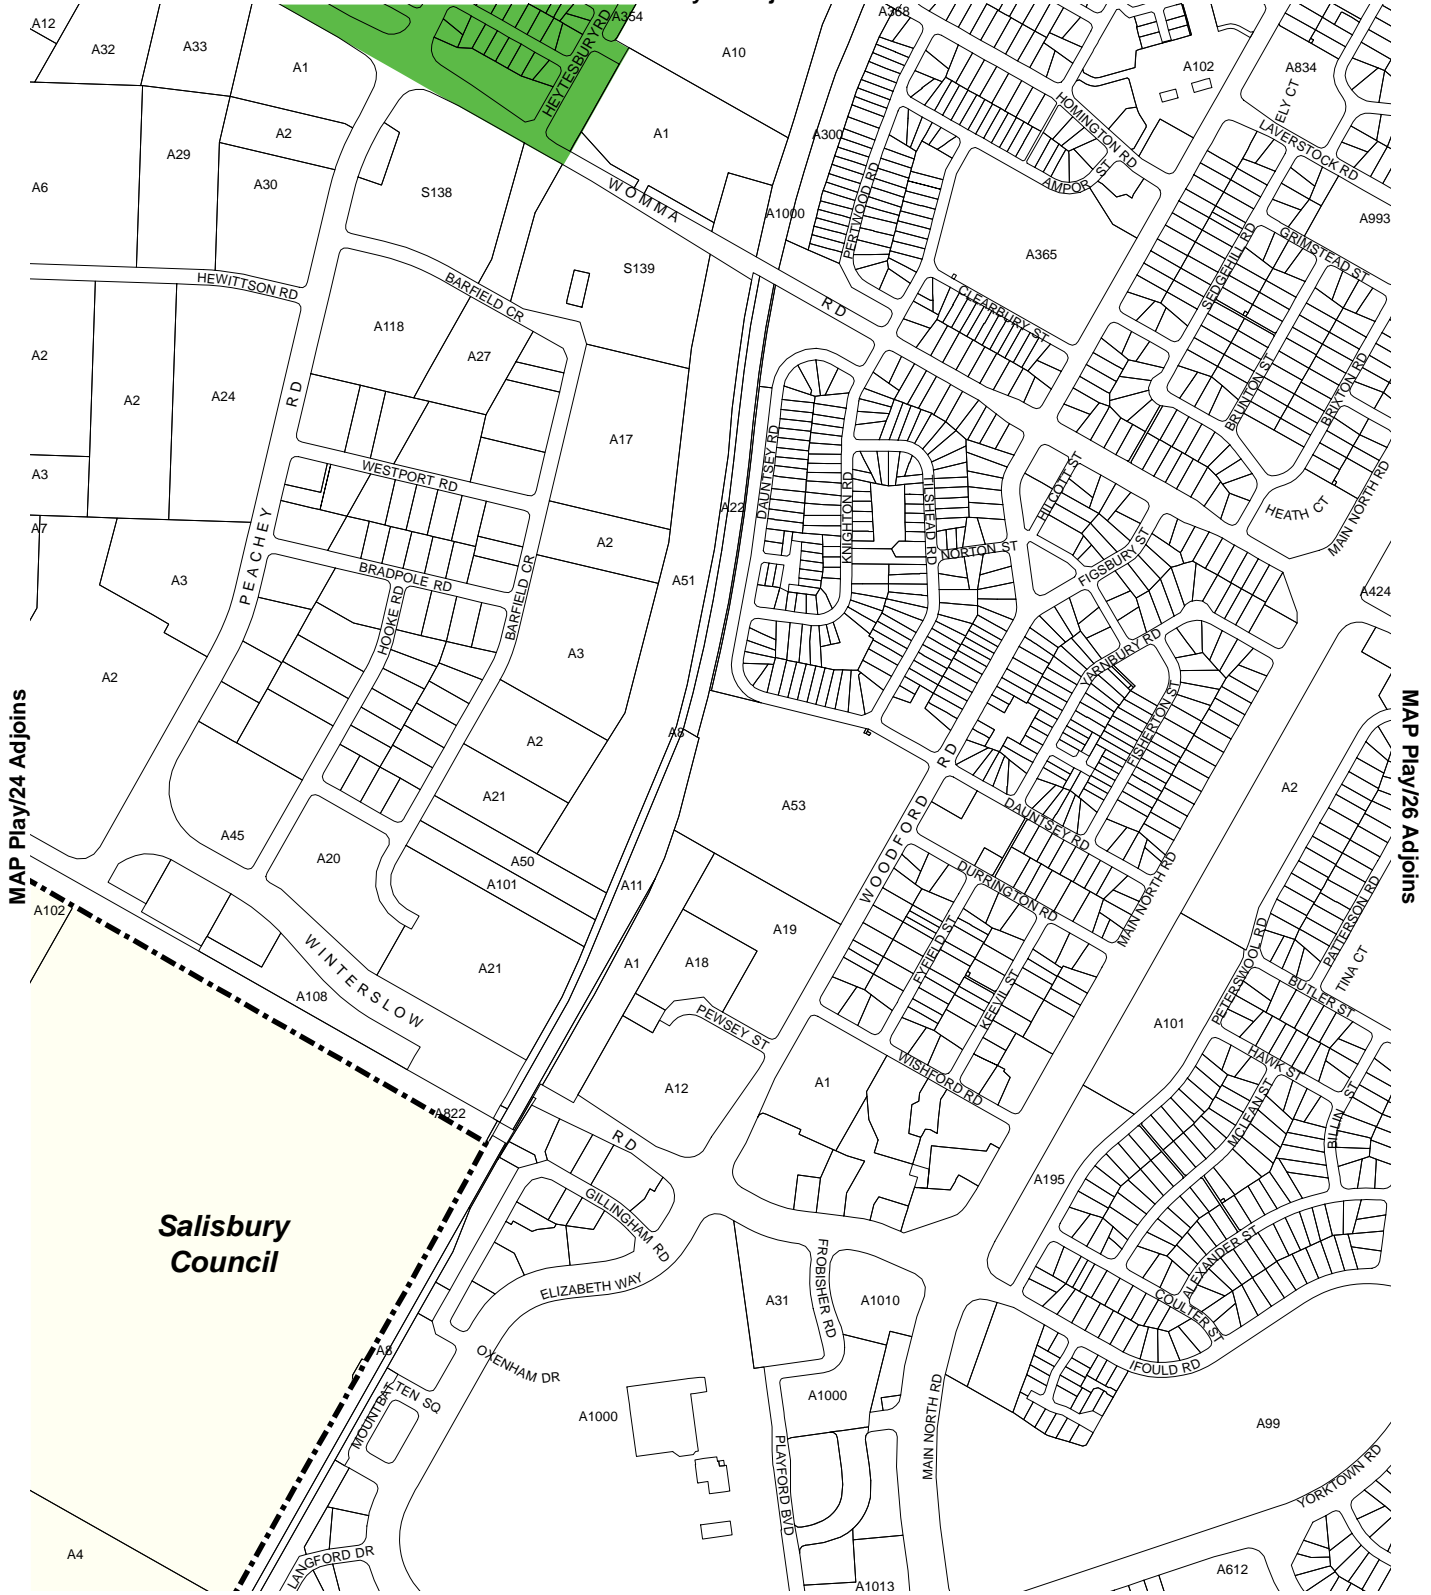 A12
A32
A33
A1
A354
A10
A368
A102
A834
HEYTESBURY RD
ELY CT
HOMINGTON RD
LAVERSTOCK RD
A2
A29
A30
A6
S138
A1
A300
A1000
PERTWOOD RD
AMPOR ST
A993
WOMMA
RD
A365
GRIMSTEAD ST
SEDGEHILL RD
HEWITTSON RD
BARFIELD CR
S139
CLEARBURY ST
A118
A27
A2
A2
A24
RD
A17
BRUNTON ST
BRIXTON RD
A3
WESTPORT RD
A22
DAUNTSEY RD
KNIGHTON RD
TILSHEAD RD
HILCOTT ST
HEATH CT
MAIN NORTH RD
A7
PEACHEY
A2
NORTON ST
FIGSBURY ST
A3
BRADPOLE RD
HOOKE RD
BARFIELD CR
A51
A424
A3
YARNBURY RD
A2
MAP Play/24 Adjoins
MAP Play/26 Adjoins
A8
A2
FISHERTON ST
RD
A21
A53
A2
DAUNTSEY RD
WOODFORD
A45
A20
A50
A101
A11
DURRINGTON RD
MAIN NORTH RD
PATTERSON RD
A102
A19
EYFIELD ST
PETERSWOOL RD
TINA CT
WINTERSLOW
A21
A1
A18
BUTLER ST
A108
PEWSEY ST
KEEVIL ST
A101
HAWK ST
WISHFORD RD
A12
A1
MCLEAN ST
BILLIN ST
A822
RD
A195
GILLINGHAM RD
Salisbury
Council
ELIZABETH WAY
FROBISHER RD
ALEXANDER ST
A31
A1010
COULTER ST
A8
OXENHAM DR
IFOULD RD
MOUNTBATTEN SQ
A1000
A1000
MAIN NORTH RD
A99
PLAYFORD BVD
YORKTOWN RD
LANGFORD DR
A4
A1013
A612